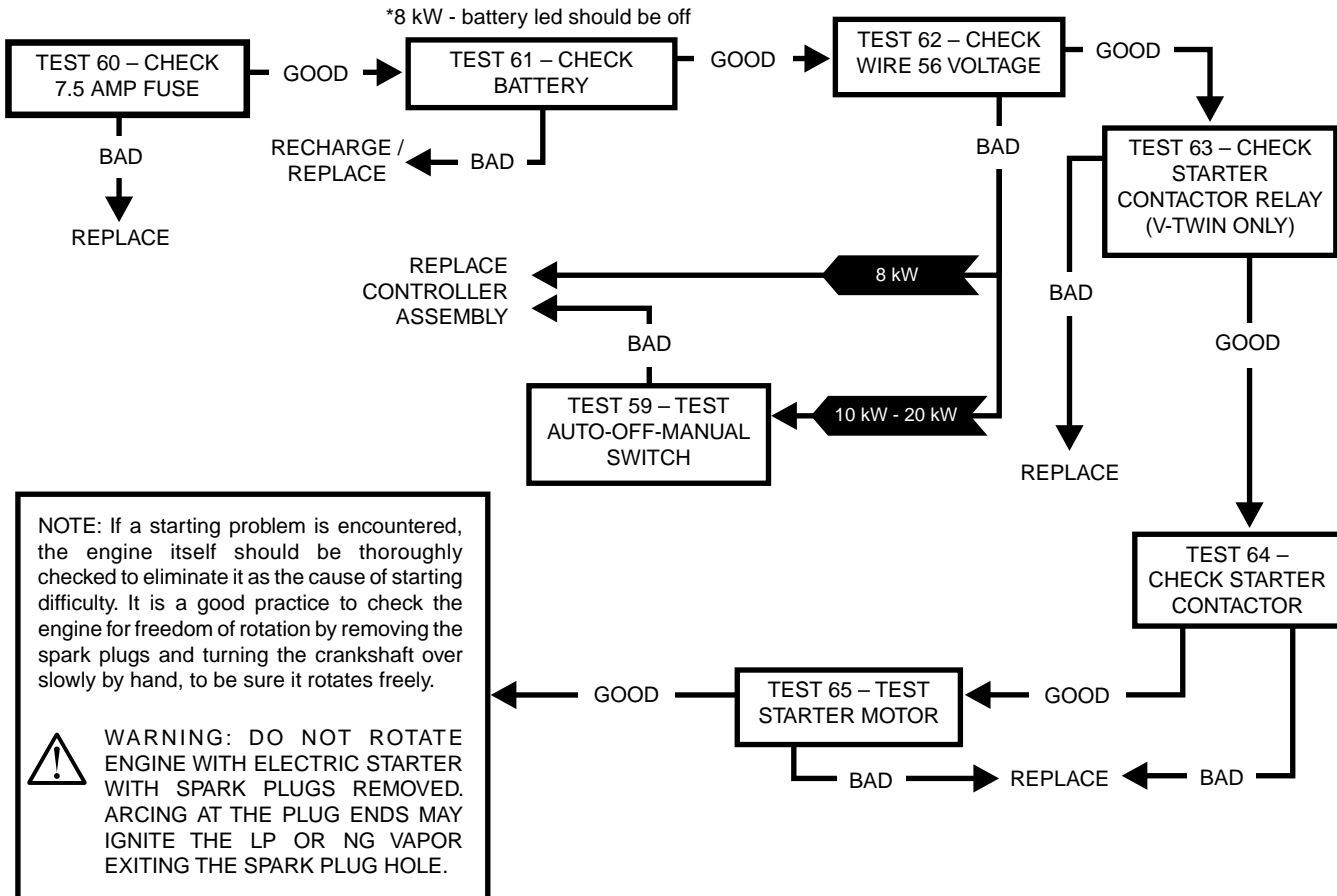 *8 kW - battery led should be off
TEST 60 – CHECK
7.5 AMP FUSE
GOOD
TEST 61 – CHECK
BATTERY
GOOD
TEST 62 – CHECK
WIRE 56 VOLTAGE
GOOD
BAD
REPLACE
RECHARGE /
REPLACE
BAD
BAD
TEST 63 – CHECK
STARTER
CONTACTOR RELAY
(V-TWIN ONLY)
REPLACE
CONTROLLER
ASSEMBLY
8 kW
BAD
BAD
GOOD
TEST 59 – TEST
AUTO-OFF-MANUAL
SWITCH
10 kW - 20 kW
REPLACE
NOTE: If a starting problem is encountered,
the engine itself should be thoroughly
checked to eliminate it as the cause of starting
difficulty. It is a good practice to check the
engine for freedom of rotation by removing the
spark plugs and turning the crankshaft over
slowly by hand, to be sure it rotates freely.
WARNING: DO NOT ROTATE
ENGINE WITH ELECTRIC STARTER
WITH SPARK PLUGS REMOVED.
ARCING AT THE PLUG ENDS MAY
IGNITE THE LP OR NG VAPOR
EXITING THE SPARK PLUG HOLE.
TEST 64 –
CHECK STARTER
CONTACTOR
GOOD
TEST 65 – TEST
STARTER MOTOR
GOOD
BAD
REPLACE
BAD